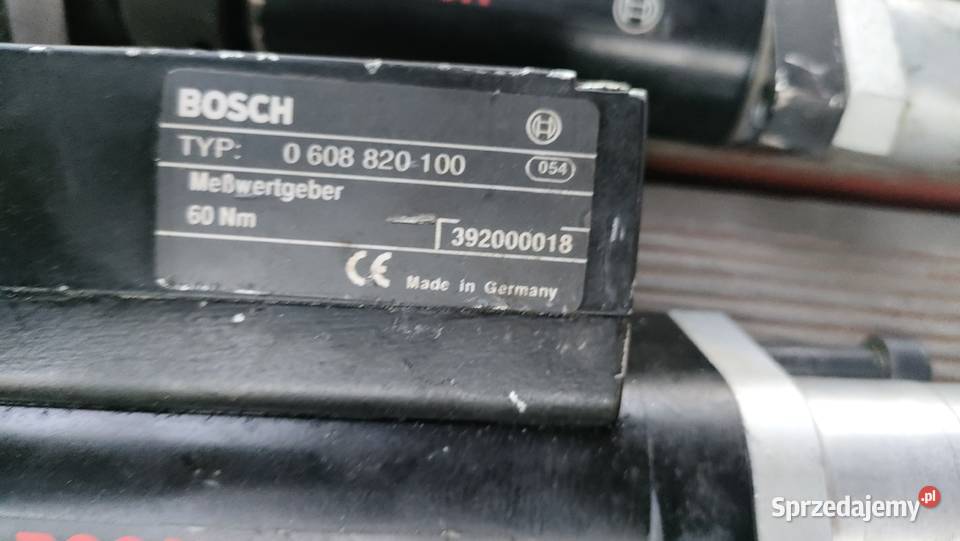 BOSCH
TYP: 0 608 820 100 054
Meßwertgeber
60 Nm
392000018
CE Made in Germany
Sprzedajemy.pl